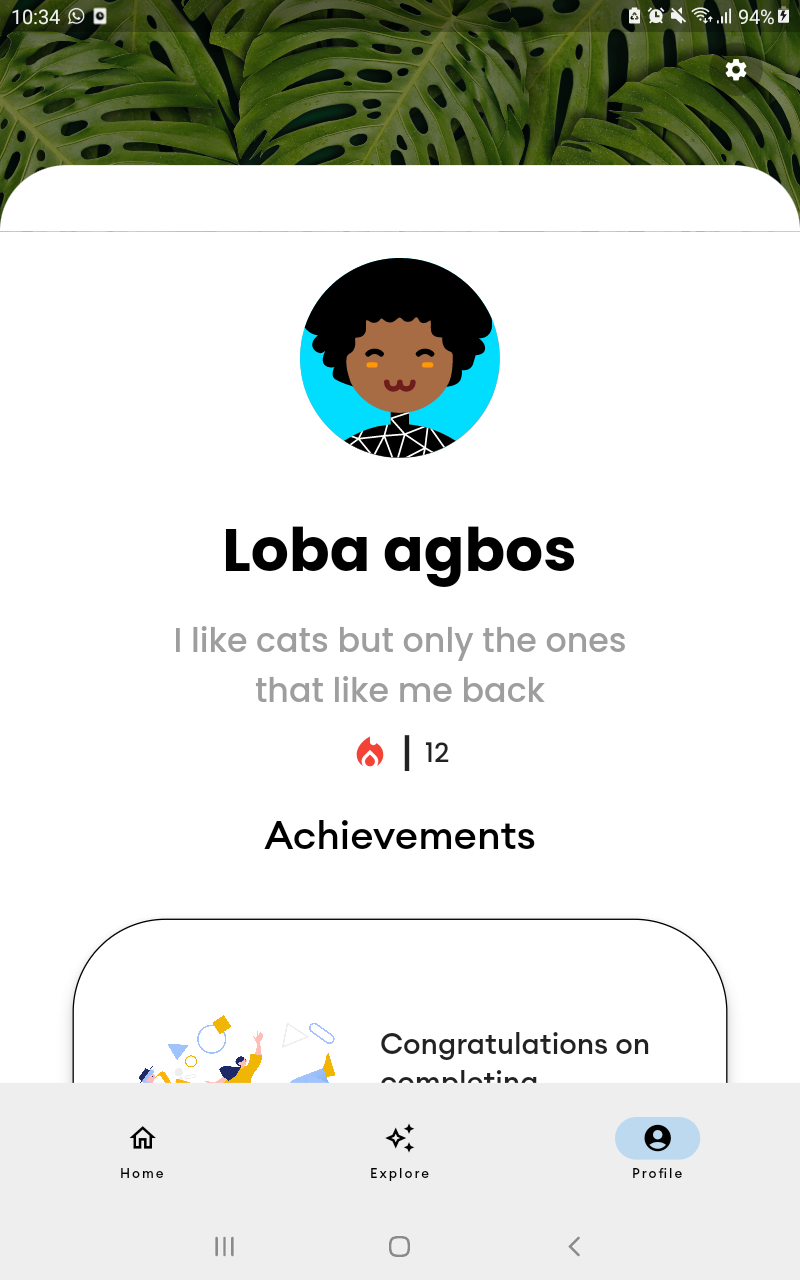 10:34 94%
Loba agbos
I like cats but only the ones
that like me back
12
Achievements
Congratulations on
completing
Home Explore Profile